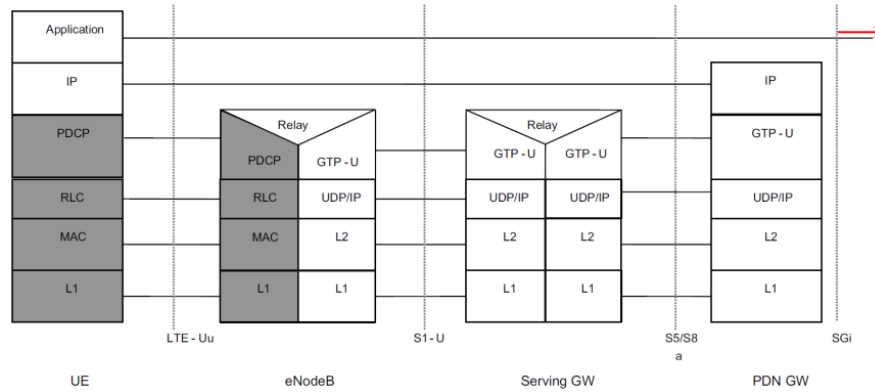 Application
IP
IP
Relay
Relay
PDCP
GTP - U
PDCP
GTP - U
GTP - U
GTP - U
RLC
RLC
UDP/IP
UDP/IP
UDP/IP
UDP/IP
MAC
MAC
L2
L2
L2
L2
L1
L1
L1
L1
L1
L1
LTE - Uu
S1 - U
S5/S8
a
SGi
UE
eNodeB
Serving GW
PDN GW